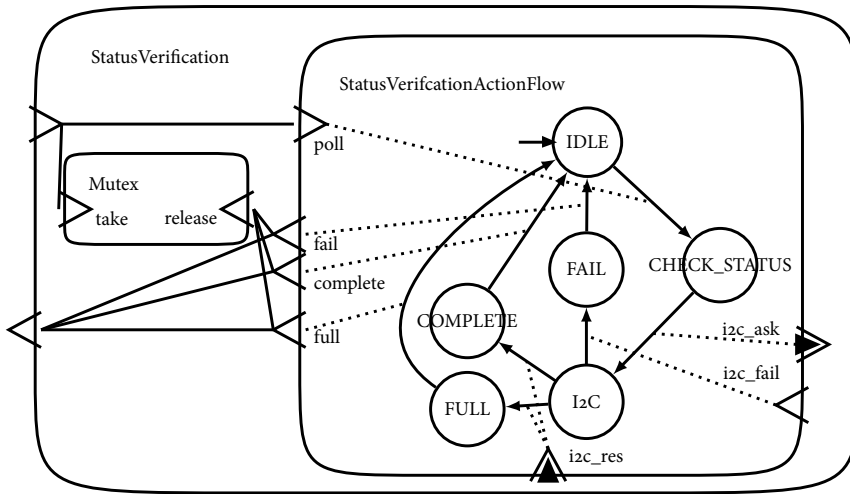 StatusVerification
StatusVerifcationActionFlow
IDLE
poll
Mutex
take release
fail
complete
full
FAIL
CHECK_STATUS
COMPLETE
i2c_ask
i2c_fail
FULL
I2C
i2c_res